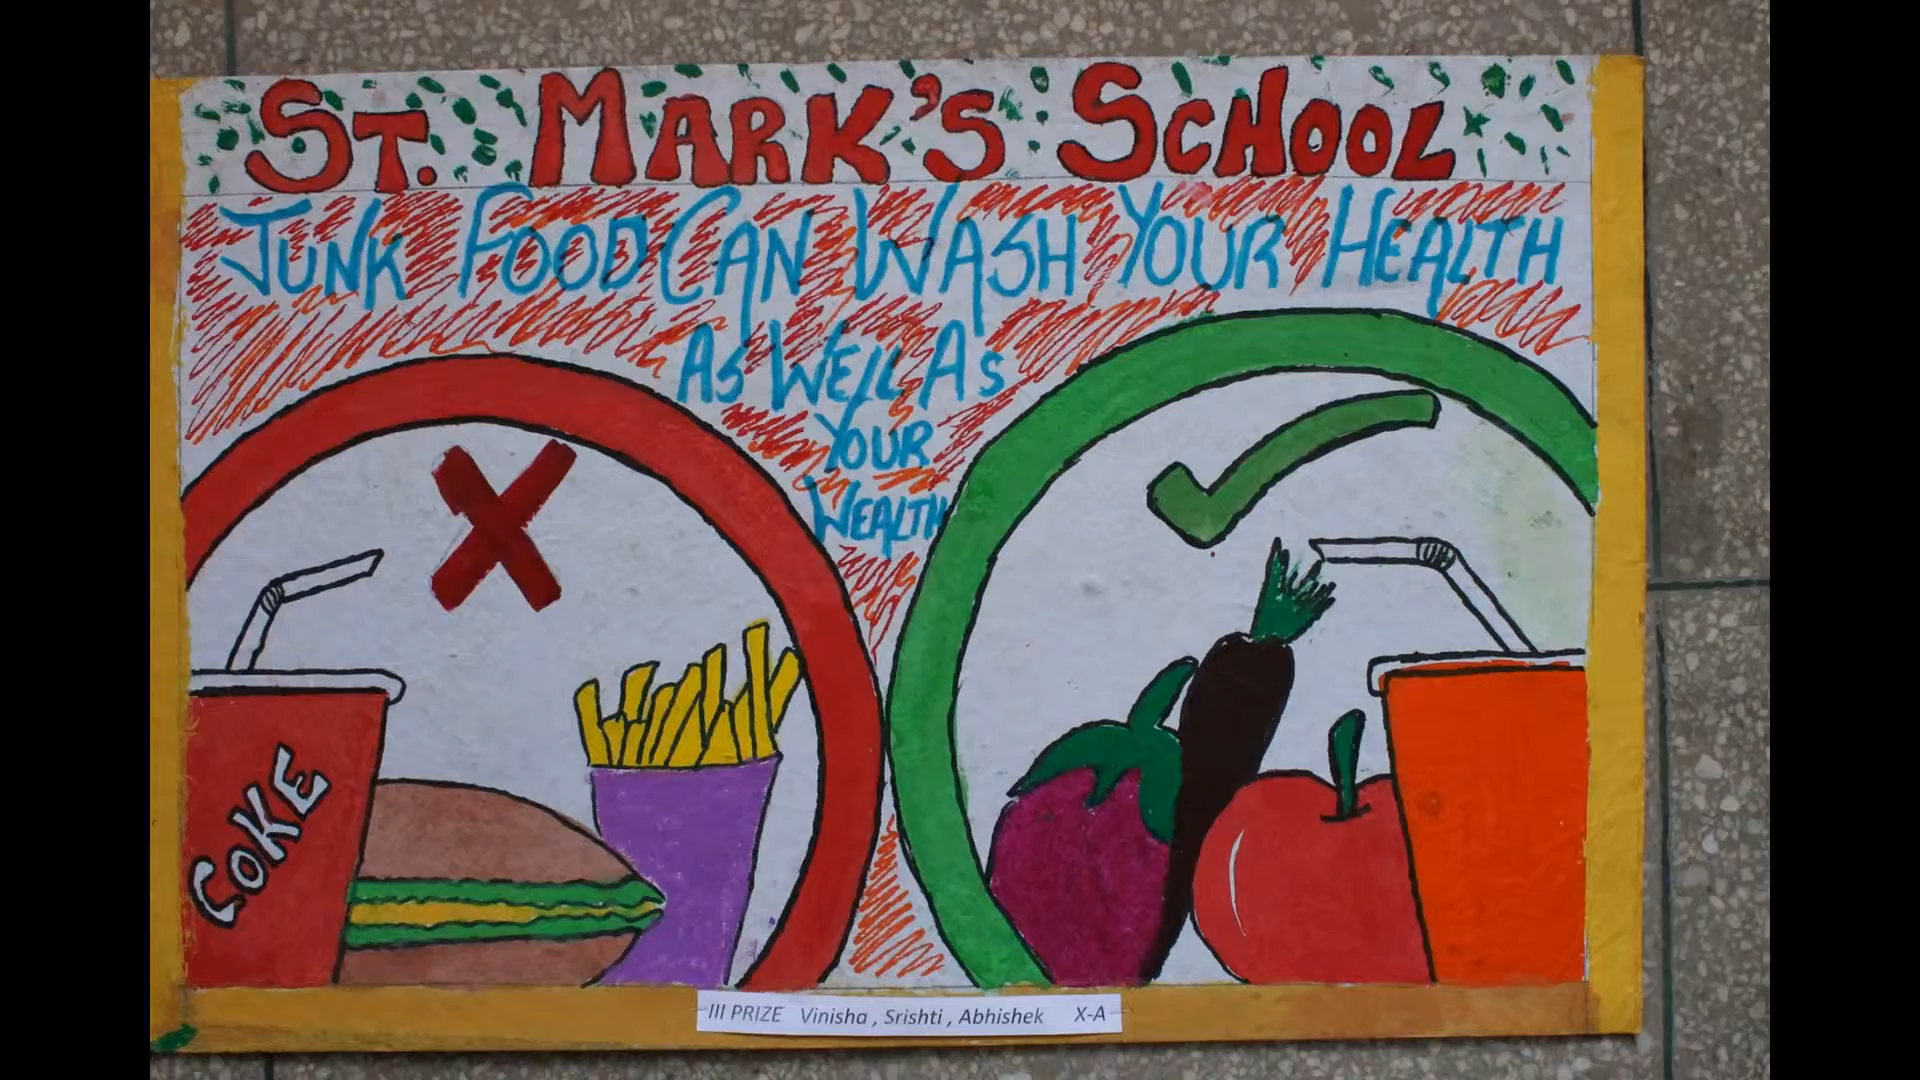 ST. MARK'S SCHOOL
JUNK FOOD CAN WASH YOUR HEALTH
AS WELL AS
YOUR
WEALTH
COKE
III PRIZE Vinisha , Srishti , Abhishek X-A